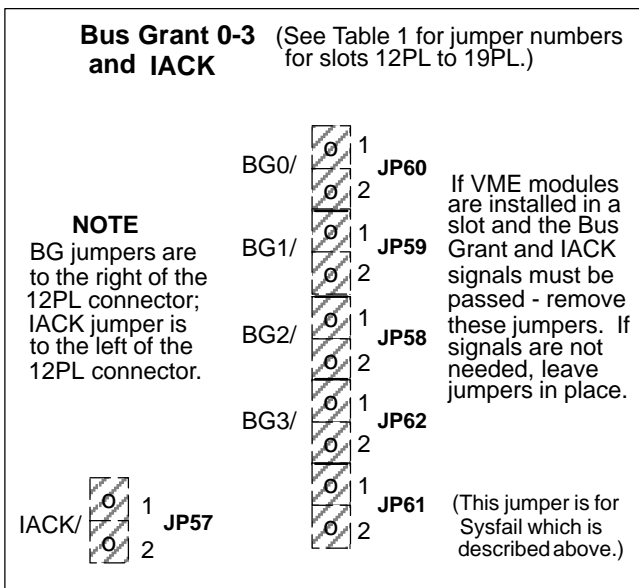 Bus Grant 0-3 (See Table 1 for jumper numbers
and IACK for slots 12PL to 19PL.)
NOTE
BG jumpers are
to the right of the
12PL connector;
IACK jumper is
to the left of the
12PL connector.
BG0/ o 1 JP60
o 2
BG1/ o 1 JP59
o 2
BG2/ o 1 JP58
o 2
BG3/ o 1 JP62
o 2
o 1 JP61
o 2
If VME modules
are installed in a
slot and the Bus
Grant and IACK
signals must be
passed - remove
these jumpers. If
signals are not
needed, leave
jumpers in place.
(This jumper is for
Sysfail which is
described above.)
IACK/ o 1 JP57
o 2